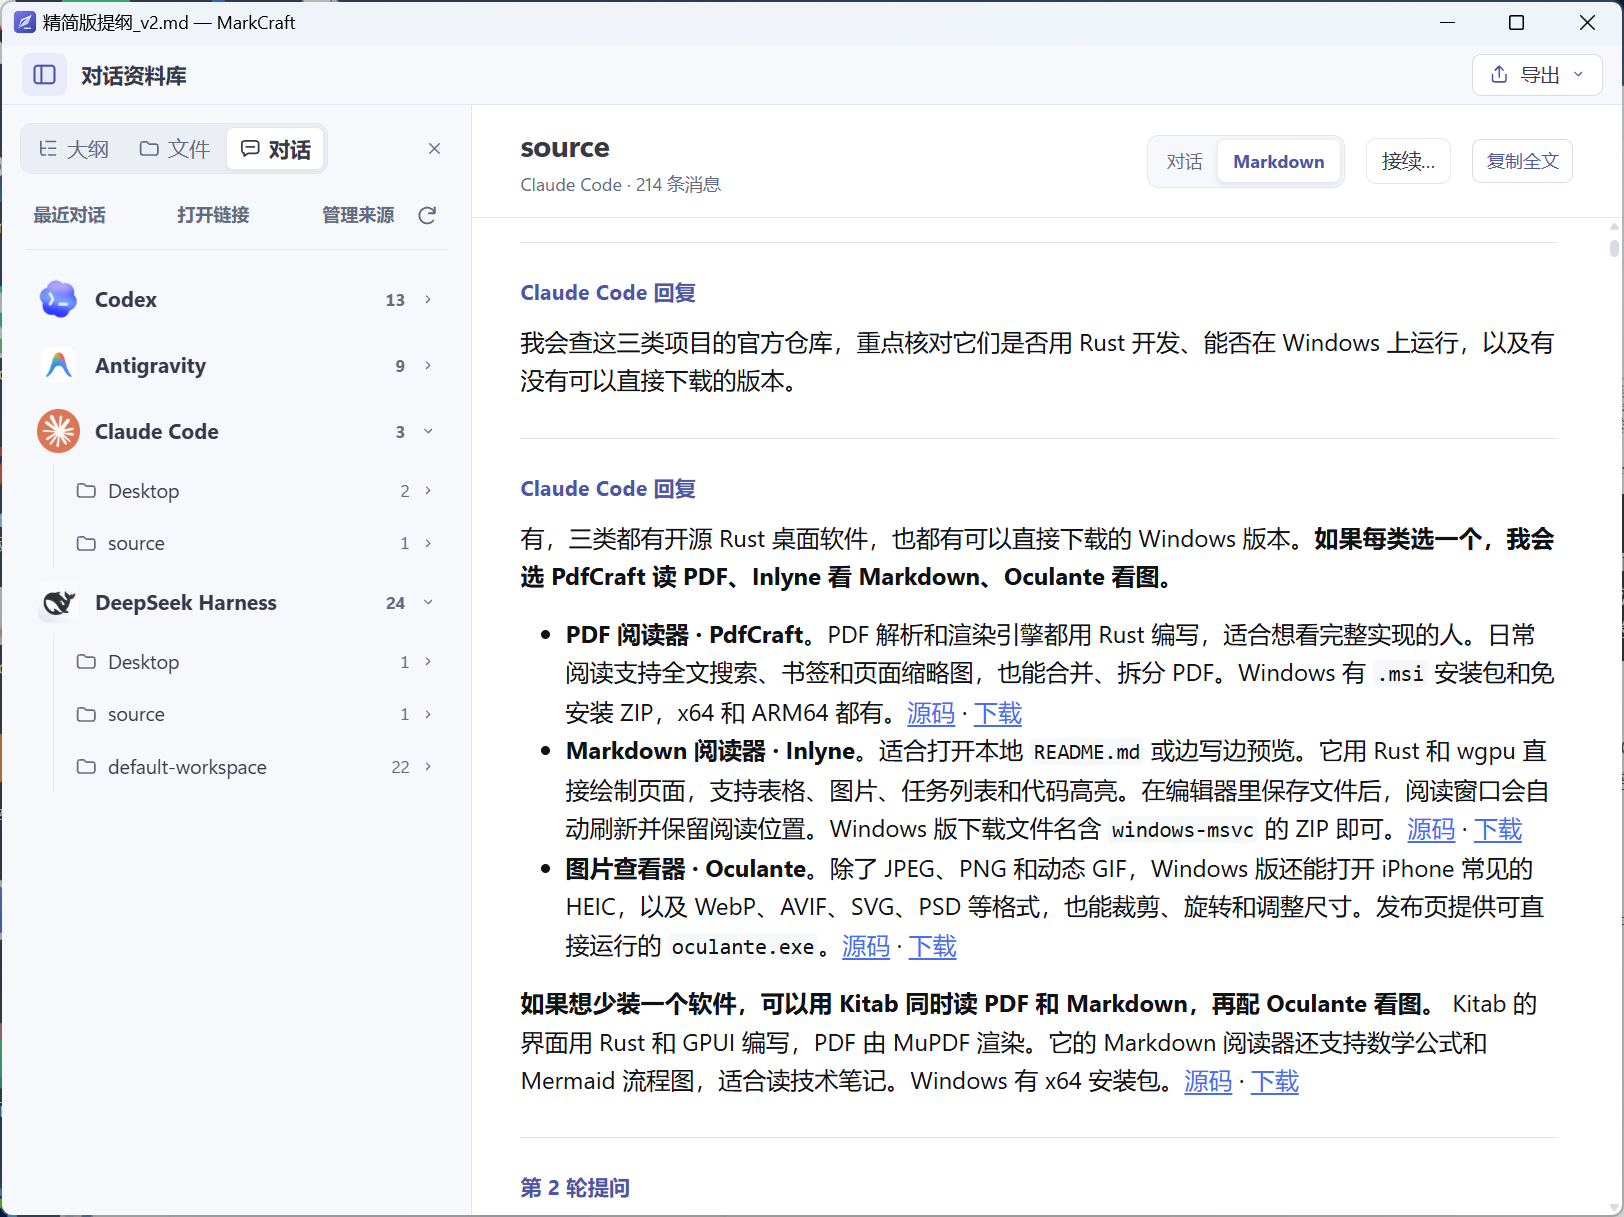 精简版提纲_v2.md — MarkCraft
对话资料库
导出
大纲 文件 对话
最近对话 打开链接 管理来源
Codex 13
Antigravity 9
Claude Code 3
Desktop 2
source 1
DeepSeek Harness 24
Desktop 1
source 1
default-workspace 22
source
Claude Code · 214 条消息
对话 Markdown 接续... 复制全文
Claude Code 回复
我会查这三类项目的官方仓库，重点核对它们是否用 Rust 开发、能否在 Windows 上运行，以及有
没有可以直接下载的版本。
Claude Code 回复
有，三类都有开源 Rust 桌面软件，也都有可以直接下载的 Windows 版本。如果每类选一个，我会
选 PdfCraft 读 PDF、Inlyne 看 Markdown、Oculante 看图。
• PDF 阅读器 · PdfCraft。PDF 解析和渲染引擎都用 Rust 编写，适合想看完整实现的人。日常
阅读支持全文搜索、书签和页面缩略图，也能合并、拆分 PDF。Windows 有 .msi 安装包和免
安装 ZIP，x64 和 ARM64 都有。源码 · 下载
• Markdown 阅读器 · Inlyne。适合打开本地 README.md 或边写边预览。它用 Rust 和 wgpu 直
接绘制页面，支持表格、图片、任务列表和代码高亮。在编辑器里保存文件后，阅读窗口会自
动刷新并保留阅读位置。Windows 版下载文件名含 windows-msvc 的 ZIP 即可。源码 · 下载
• 图片查看器 · Oculante。除了 JPEG、PNG 和动态 GIF，Windows 版还能打开 iPhone 常见的
HEIC，以及 WebP、AVIF、SVG、PSD 等格式，也能裁剪、旋转和调整尺寸。发布页提供可直
接运行的 oculante.exe。源码 · 下载
如果想少装一个软件，可以用 Kitab 同时读 PDF 和 Markdown，再配 Oculante 看图。 Kitab 的
界面用 Rust 和 GPUI 编写，PDF 由 MuPDF 渲染。它的 Markdown 阅读器还支持数学公式和
Mermaid 流程图，适合读技术笔记。Windows 有 x64 安装包。源码 · 下载
第 2 轮提问